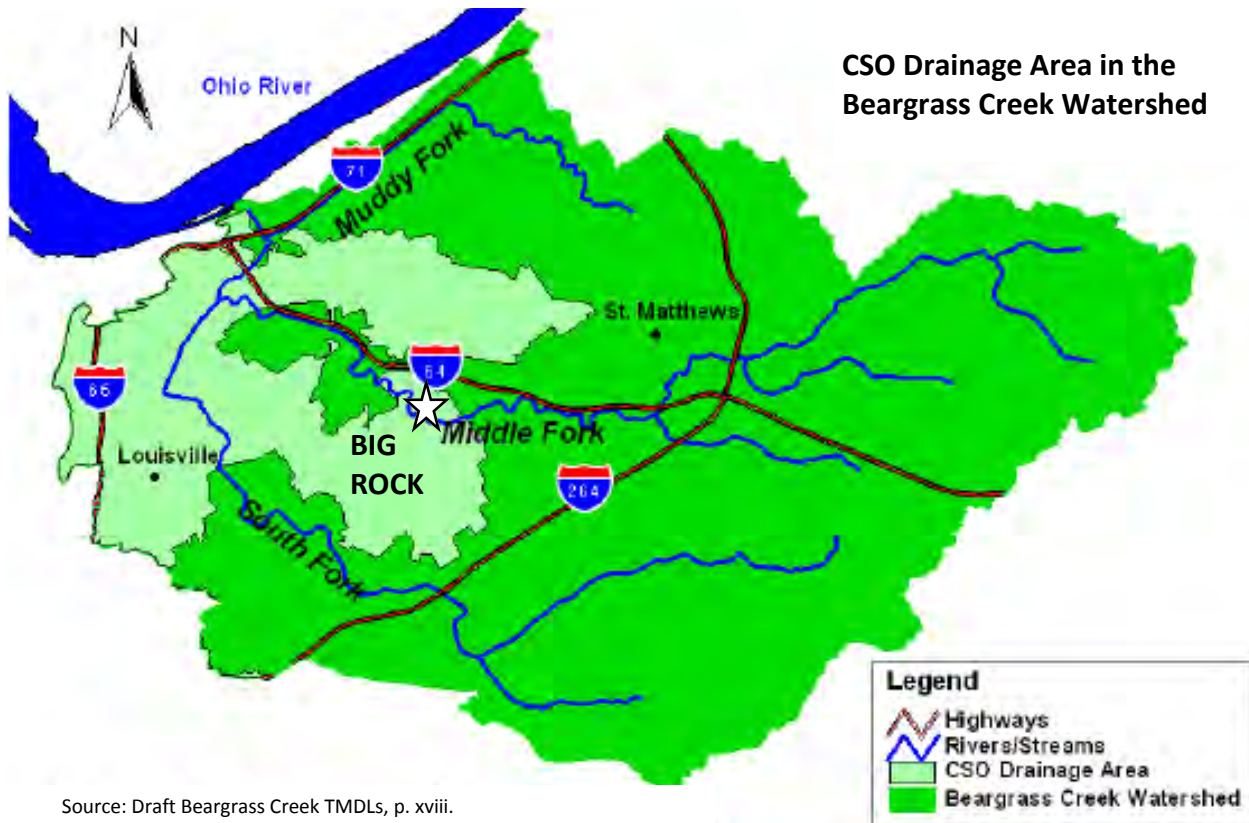 N
CSO Drainage Area in the
Beargrass Creek Watershed
Ohio River
71
Muddy Fork
St. Matthews
64
65
BIG
ROCK
Middle Fork
Louisville
264
South Fork
Legend
Highways
Rivers/Streams
CSO Drainage Area
Beargrass Creek Watershed
Source: Draft Beargrass Creek TMDLs, p. xviii.